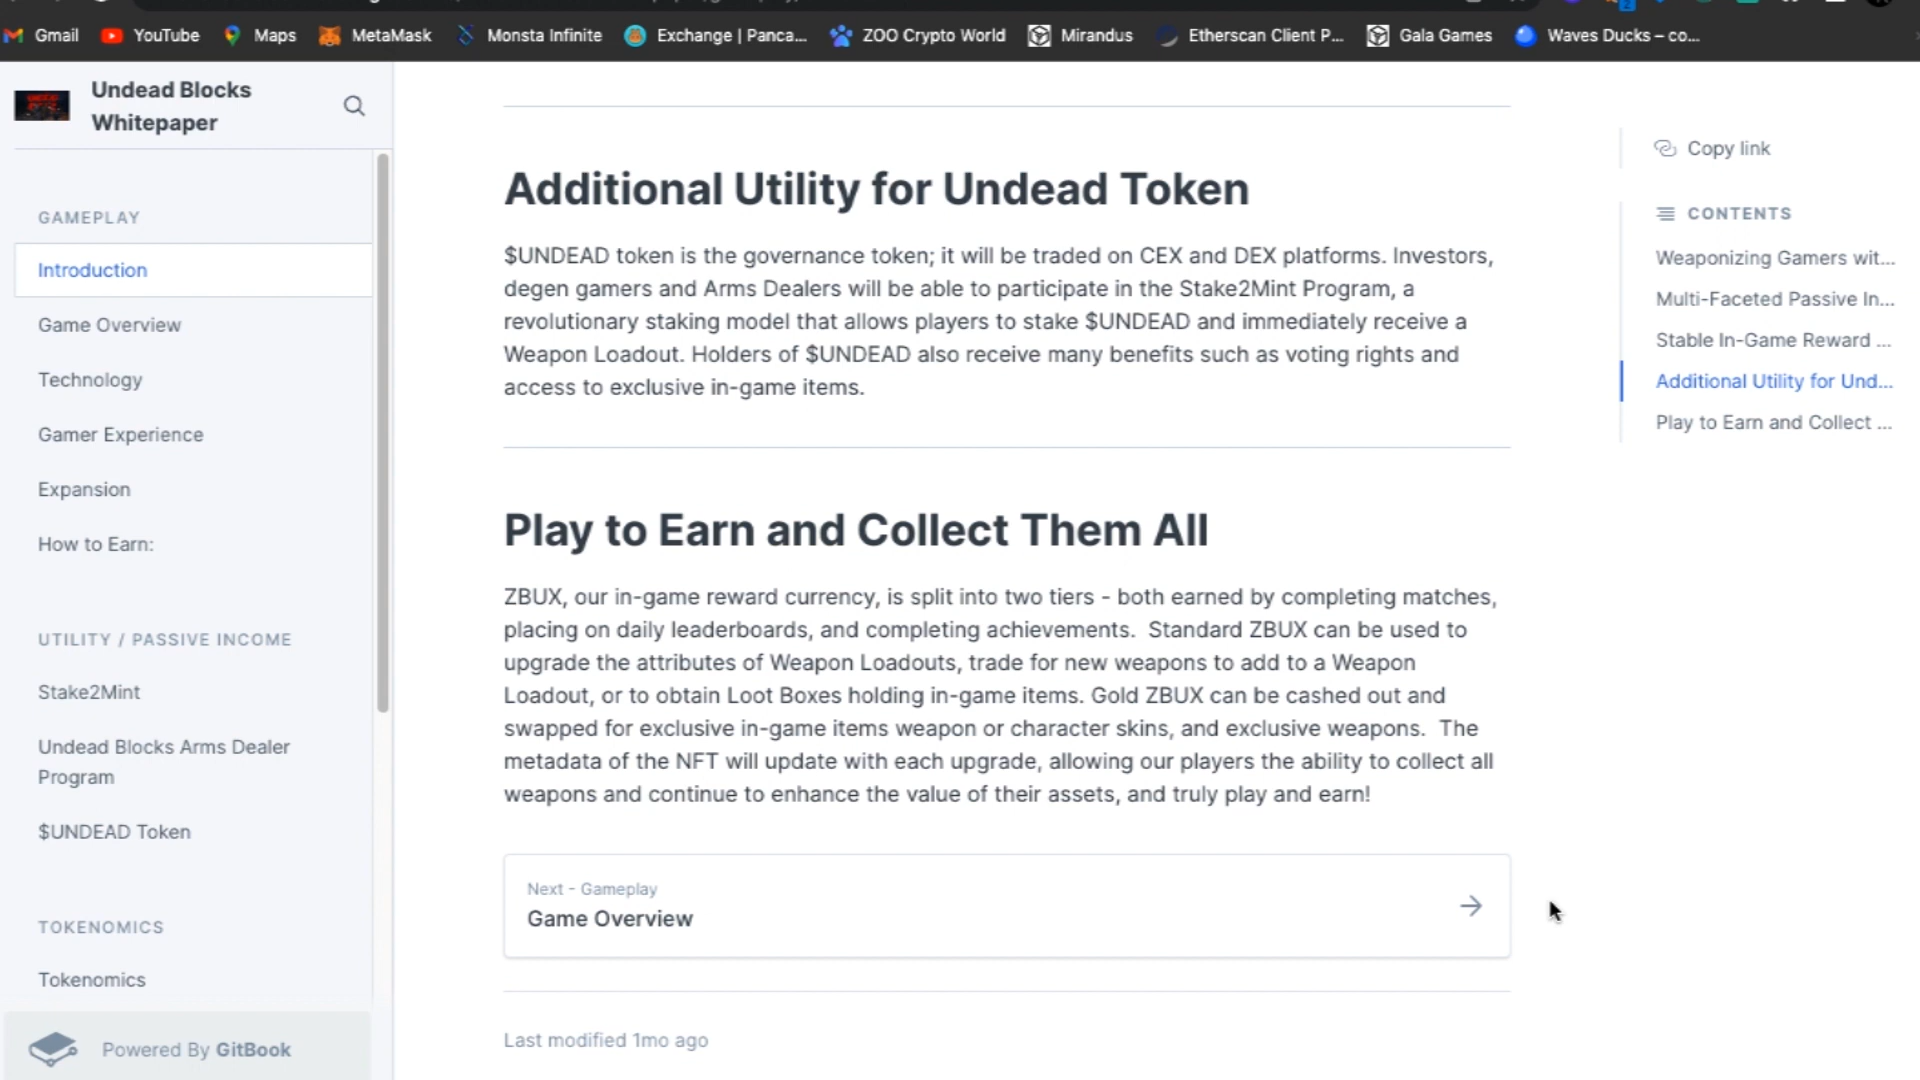 Gmail YouTube Maps MetaMask Monsta Infinite Exchange | Panca... ZOO Crypto World Mirandus Etherscan Client P... Gala Games Waves Ducks – co...
Undead Blocks
Whitepaper
GAMEPLAY
Introduction
Game Overview
Technology
Gamer Experience
Expansion
How to Earn:
UTILITY / PASSIVE INCOME
Stake2Mint
Undead Blocks Arms Dealer
Program
$UNDEAD Token
TOKENOMICS
Tokenomics
Powered By GitBook
Additional Utility for Undead Token
$UNDEAD token is the governance token; it will be traded on CEX and DEX platforms. Investors,
degen gamers and Arms Dealers will be able to participate in the Stake2Mint Program, a
revolutionary staking model that allows players to stake $UNDEAD and immediately receive a
Weapon Loadout. Holders of $UNDEAD also receive many benefits such as voting rights and
access to exclusive in-game items.
Play to Earn and Collect Them All
ZBUX, our in-game reward currency, is split into two tiers - both earned by completing matches,
placing on daily leaderboards, and completing achievements.  Standard ZBUX can be used to
upgrade the attributes of Weapon Loadouts, trade for new weapons to add to a Weapon
Loadout, or to obtain Loot Boxes holding in-game items. Gold ZBUX can be cashed out and
swapped for exclusive in-game items weapon or character skins, and exclusive weapons.  The
metadata of the NFT will update with each upgrade, allowing our players the ability to collect all
weapons and continue to enhance the value of their assets, and truly play and earn!
Next - Gameplay
Game Overview
Last modified 1mo ago
Copy link
CONTENTS
Weaponizing Gamers wit...
Multi-Faceted Passive In...
Stable In-Game Reward ...
Additional Utility for Und...
Play to Earn and Collect ...